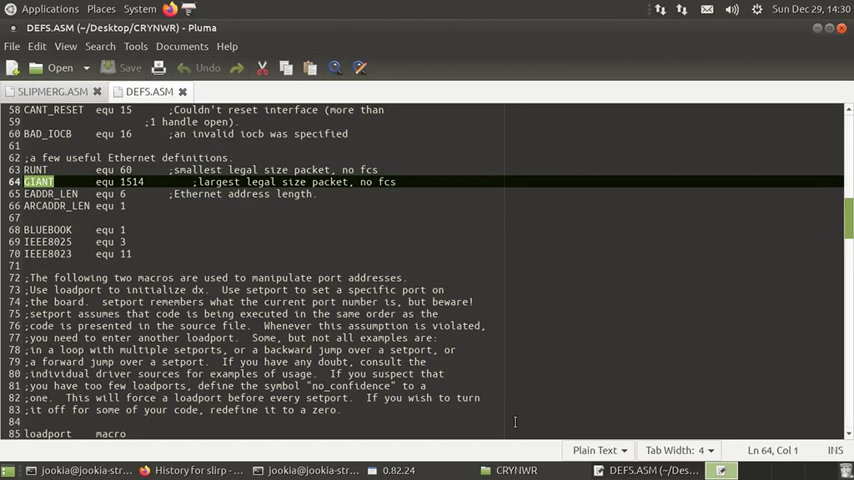 Applications Places System Sun Dec 29, 14:30
DEFS.ASM (~/Desktop/CRYNWR) - Pluma
File Edit View Search Tools Documents Help
Open Save Undo
SLIPMERG.ASM DEFS.ASM
58 CANT_RESET equ 15 ;Couldn't reset interface (more than
59 ;1 handle open).
60 BAD_IOCB equ 16 ;an invalid iocb was specified
61
62 ;a few useful Ethernet definitions.
63 RUNT equ 60 ;smallest legal size packet, no fcs
64 GIANT equ 1514 ;largest legal size packet, no fcs
65 EADDR_LEN equ 6 ;Ethernet address length.
66 ARCADDR_LEN equ 1
67
68 BLUEBOOK equ 1
69 IEEE8025 equ 3
70 IEEE8023 equ 11
71
72 ;The following two macros are used to manipulate port addresses.
73 ;Use loadport to initialize dx. Use setport to set a specific port on
74 ;the board. setport remembers what the current port number is, but beware!
75 ;setport assumes that code is being executed in the same order as the
76 ;code is presented in the source file. Whenever this assumption is violated,
77 ;you need to enter another loadport. Some, but not all examples are:
78 ;in a loop with multiple setports, or a backward jump over a setport, or
79 ;a forward jump over a setport. If you have any doubt, consult the
80 ;individual driver sources for examples of usage. If you suspect that
81 ;you have too few loadports, define the symbol "no_confidence" to a
82 ;one. This will force a loadport before every setport. If you wish to turn
83 ;it off for some of your code, redefine it to a zero.
84
85 loadport macro
Plain Text Tab Width: 4 Ln 64, Col 1 INS
jookia@jookia-str... History for slirp - ... jookia@jookia-str... 0.82.24 CRYNWR DEFS.ASM (~/Des...